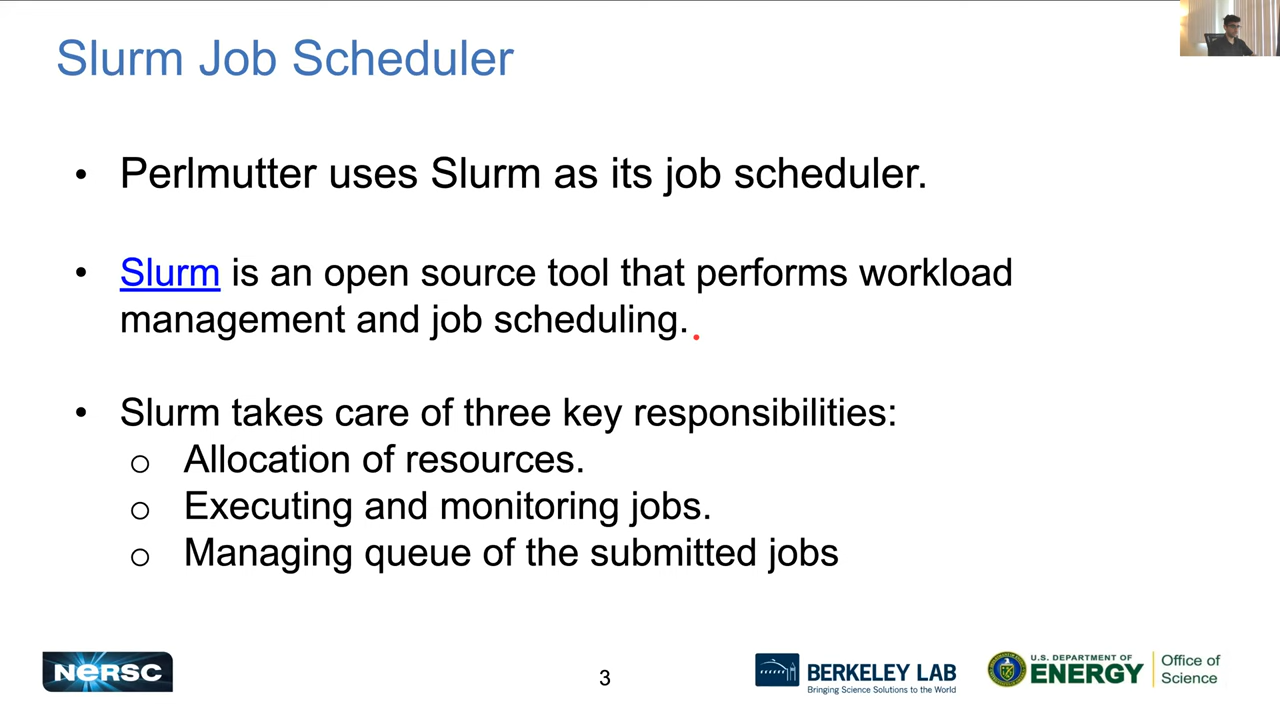 Slurm Job Scheduler
• Perlmutter uses Slurm as its job scheduler.
• Slurm is an open source tool that performs workload
management and job scheduling.
• Slurm takes care of three key responsibilities:
o Allocation of resources.
o Executing and monitoring jobs.
o Managing queue of the submitted jobs
NERSC
3
BERKELEY LAB
Bringing Science Solutions to the World
U.S. DEPARTMENT OF
ENERGY
Office of
Science